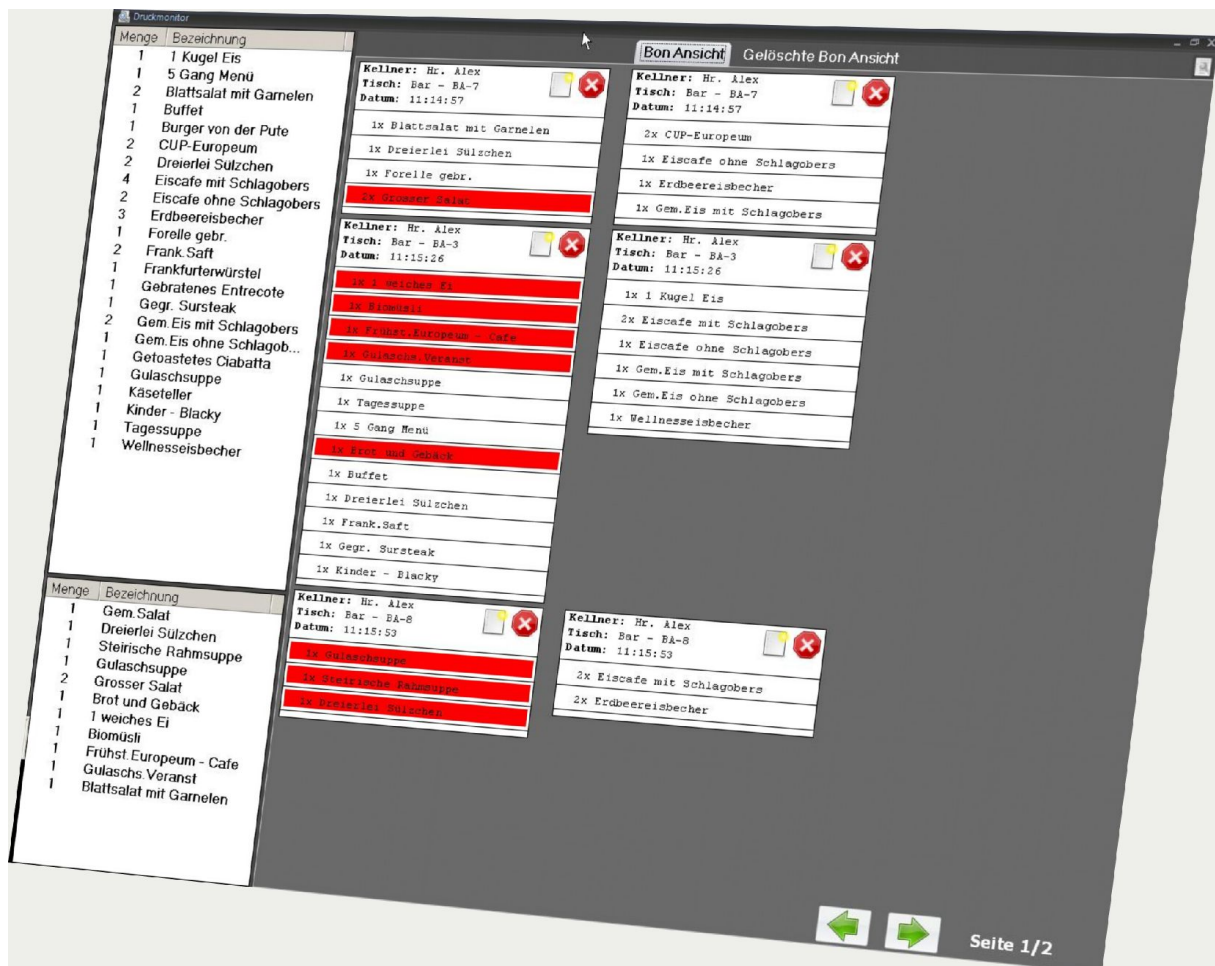 Druckmonitor
Menge Bezeichnung
1 1 Kugel Eis
1 5 Gang Menü
2 Blattsalat mit Garnelen
1 Buffet
1 Burger von der Pute
2 CUP-Europeum
2 Dreierlei Sülzchen
4 Eiscafe mit Schlagobers
2 Eiscafe ohne Schlagobers
3 Erdbeereisbecher
1 Forelle gebr.
2 Frank.Saft
1 Frankfurterwürstel
1 Gebratenes Entrecote
1 Gegr. Sursteak
2 Gem.Eis mit Schlagobers
1 Gem.Eis ohne Schlagob...
1 Getoastetes Ciabatta
1 Gulaschsuppe
1 Käseteller
1 Kinder - Blacky
1 Tagessuppe
1 Wellnesseisbecher
Menge Bezeichnung
1 Gem.Salat
1 Dreierlei Sülzchen
1 Steirische Rahmsuppe
1 Gulaschsuppe
2 Grosser Salat
1 Brot und Gebäck
1 1 weiches Ei
1 Biomüsli
1 Frühst.Europeum - Cafe
1 Gulaschs.Veranst
1 Blattsalat mit Garnelen
Bon Ansicht Gelöschte Bon Ansicht
Kellner: Hr. Alex
Tisch: Bar - BA-7
Datum: 11:14:57
1x Blattsalat mit Garnelen
1x Dreierlei Sülzchen
1x Forelle gebr.
2x Grosser Salat
Kellner: Hr. Alex
Tisch: Bar - BA-7
Datum: 11:14:57
2x CUP-Europeum
1x Eiscafe ohne Schlagobers
1x Erdbeereisbecher
1x Gem.Eis mit Schlagobers
Kellner: Hr. Alex
Tisch: Bar - BA-3
Datum: 11:15:26
1x 1 weiches Ei
1x Biomüsli
1x Frühst.Europeum - Cafe
1x Gulaschs.Veranst
1x Gulaschsuppe
1x Tagessuppe
1x 5 Gang Menü
1x Brot und Gebäck
1x Buffet
1x Dreierlei Sülzchen
1x Frank.Saft
1x Gegr. Sursteak
1x Kinder - Blacky
Kellner: Hr. Alex
Tisch: Bar - BA-3
Datum: 11:15:26
1x 1 Kugel Eis
2x Eiscafe mit Schlagobers
1x Eiscafe ohne Schlagobers
1x Gem.Eis mit Schlagobers
1x Gem.Eis ohne Schlagobers
1x Wellnesseisbecher
Kellner: Hr. Alex
Tisch: Bar - BA-8
Datum: 11:15:53
1x Gulaschsuppe
1x Steirische Rahmsuppe
1x Dreierlei Sülzchen
Kellner: Hr. Alex
Tisch: Bar - BA-8
Datum: 11:15:53
2x Eiscafe mit Schlagobers
2x Erdbeereisbecher
Seite 1/2